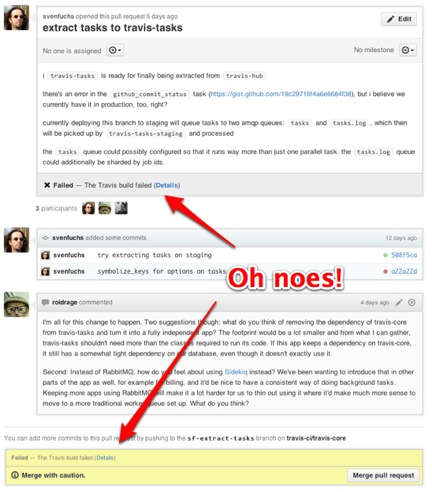 svenfuchs opened this pull request 5 days ago
extract tasks to travis-tasks
Edit
No one is assigned
No milestone
i travis-tasks is ready for finally being extracted from travis-hub
there's an error in the github_commit_status task (https://gist.github.com/19c29716f4a6e6684f36), but i believe we
currently have it in production, too, right?
currently deploying this branch to staging will queue tasks to two amqp queues: tasks and tasks.log, which then
will be picked up by travis-tasks-staging and processed
the tasks queue could possibly configured so that it runs way more than just one parallel task. the tasks.log queue
could additionally be sharded by job ids.
Failed — The Travis build failed (Details)
3 participants
svenfuchs added some commits
12 days ago
svenfuchs try extracting tasks on staging
508f5ca
svenfuchs symbolize_keys for options on tasks
a22a22d
Oh noes!
roidrage commented
4 days ago
I'm all for this change to happen. Two suggestions though: what do you think of removing the dependency of travis-core
from travis-tasks and turn it into a fully independent app? The footprint would be a lot smaller and from what I can gather,
travis-tasks shouldn't need more than the classes required to run its code. If this app keeps a dependency on travis-core,
it still has a somewhat tight dependency on our database, even though it doesn't exactly use it.
Second: Instead of RabbitMQ, how do you feel about using Sidekiq instead? We've been wanting to introduce that in other
parts of the app as well, for example for billing, and it'd be nice to have a consistent way of doing background tasks.
Keeping more apps using RabbitMQ will make it a lot harder for us to thin out using it where it'd make much more sense to
move to a more traditional worker queue set up. What do you think?
You can add more commits to this pull request by pushing to the sf-extract-tasks branch on travis-ci/travis-core
Failed — The Travis build failed (Details)
Merge with caution.
Merge pull request